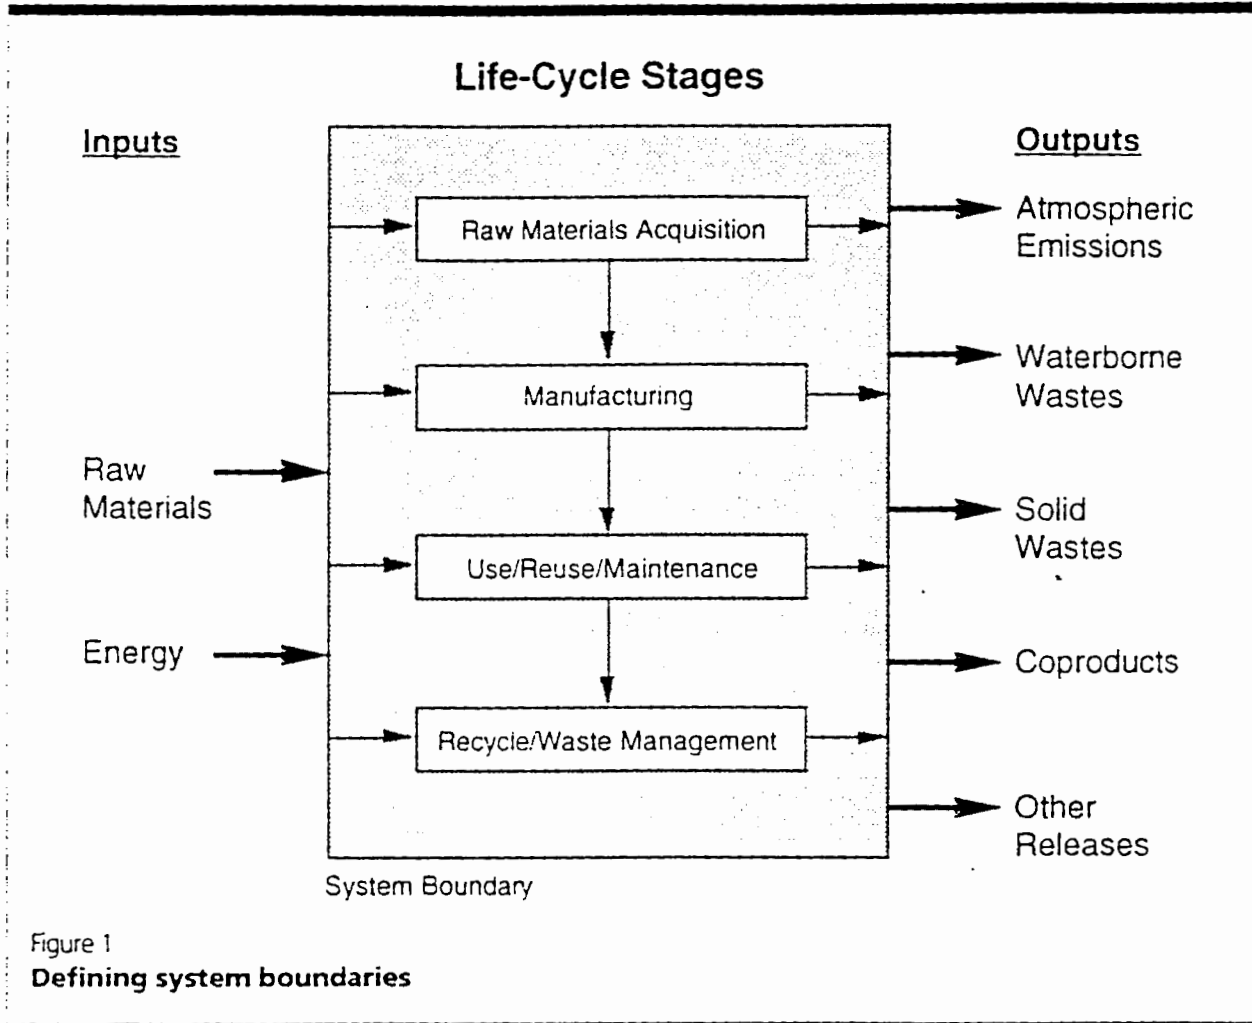 Life-Cycle Stages
Inputs
Outputs
Raw Materials Acquisition
Manufacturing
Use/Reuse/Maintenance
Recycle/Waste Management
Raw
Materials
Energy
Atmospheric
Emissions
Waterborne
Wastes
Solid
Wastes
Coproducts
Other
Releases
System Boundary
Figure 1
Defining system boundaries